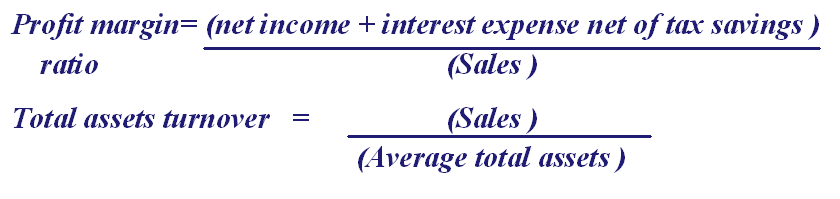 Profit margin= (net income + interest expense net of tax savings )
ratio (Sales )
Total assets turnover = (Sales )
(Average total assets )